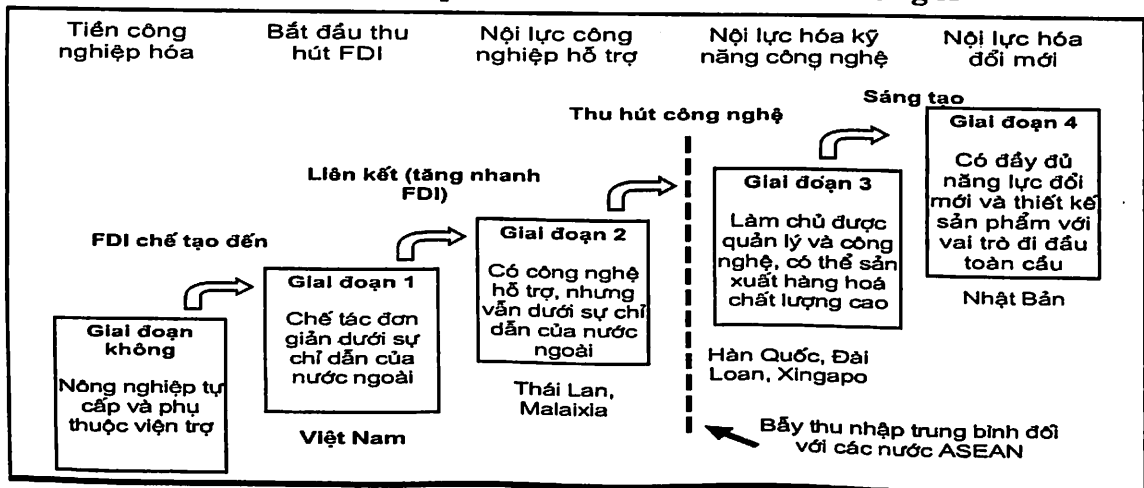 Tiền công
nghiệp hóa
Bắt đầu thu
hút FDI
Nội lực công
nghiệp hỗ trợ
Nội lực hóa kỹ
năng công nghệ
Nội lực hóa
đổi mới
Sáng tạo
Thu hút công nghệ
Liên kết (tăng nhanh
FDI)
FDI chế tạo đến
Giai đoạn
không
Nông nghiệp tự
cấp và phụ
thuộc viện trợ
Giai đoạn 1
Chế tác đơn
giản dưới sự
chỉ dẫn của
nước ngoài
Việt Nam
Giai đoạn 2
Có công nghệ
hỗ trợ, nhưng
vẫn dưới sự chỉ
dẫn của nước
ngoài
Thái Lan,
Malaixia
Giai đoạn 3
Làm chủ được
quản lý và công
nghệ, có thể sản
xuất hàng hoá
chất lượng cao
Hàn Quốc, Đài
Loan, Xingapo
Giai đoạn 4
Có đầy đủ
năng lực đổi
mới và thiết kế
sản phẩm với
vai trò đi đầu
toàn cầu
Nhật Bản
Bẫy thu nhập trung bình đối
với các nước ASEAN